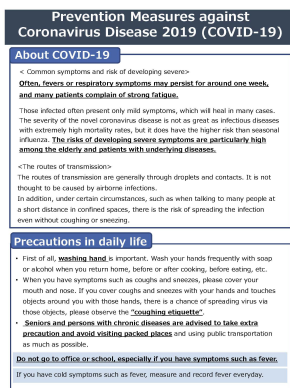 Prevention Measures against
Coronavirus Disease 2019 (COVID-19)
About COVID-19
< Common symptoms and risk of developing severe>
Often, fevers or respiratory symptoms may persist for around one week,
and many patients complain of strong fatigue.
Those infected often present only mild symptoms, which will heal in many cases.
The severity of the novel coronavirus disease is not as great as infectious diseases
with extremely high mortality rates, but it does have the higher risk than seasonal
influenza. The risks of developing severe symptoms are particularly high
among the elderly and patients with underlying diseases.
<The routes of transmission>
The routes of transmission are generally through droplets and contacts. It is not
thought to be caused by airborne infections.
In addition, under certain circumstances, such as when talking to many people at
a short distance in confined spaces, there is the risk of spreading the infection
even without coughing or sneezing.
Precautions in daily life
• First of all, washing hand is important. Wash your hands frequently with soap
or alcohol when you return home, before or after cooking, before eating, etc.
• When you have symptoms such as coughs and sneezes, please cover your
mouth and nose. If you cover coughs and sneezes with your hands and touches
objects around you with those hands, there is a chance of spreading virus via
those objects, please observe the "coughing etiquette".
• Seniors and persons with chronic diseases are advised to take extra
precaution and avoid visiting packed places and using public transportation
as much as possible.
Do not go to office or school, especially if you have symptoms such as fever.
If you have cold symptoms such as fever, measure and record fever everyday.